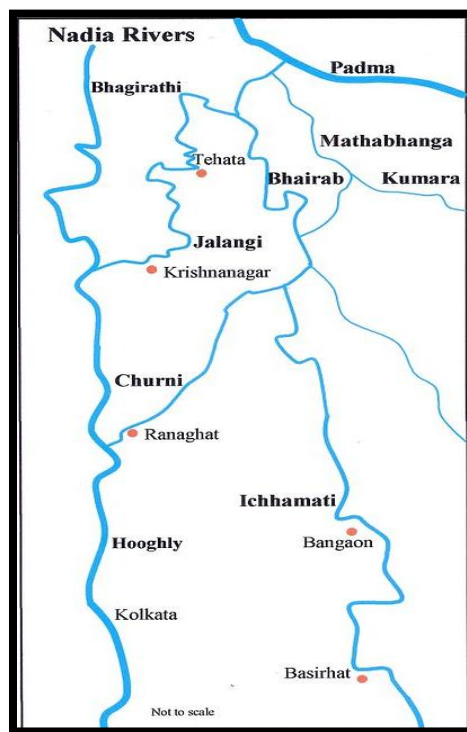 Nadia Rivers
Padma
Bhagirathi
Mathabhanga
Tehata
Bhairab
Kumara
Jalangi
Krishnanagar
Churni
Ranaghat
Ichhamati
Hooghly
Bangaon
Kolkata
Basirhat
Not to scale